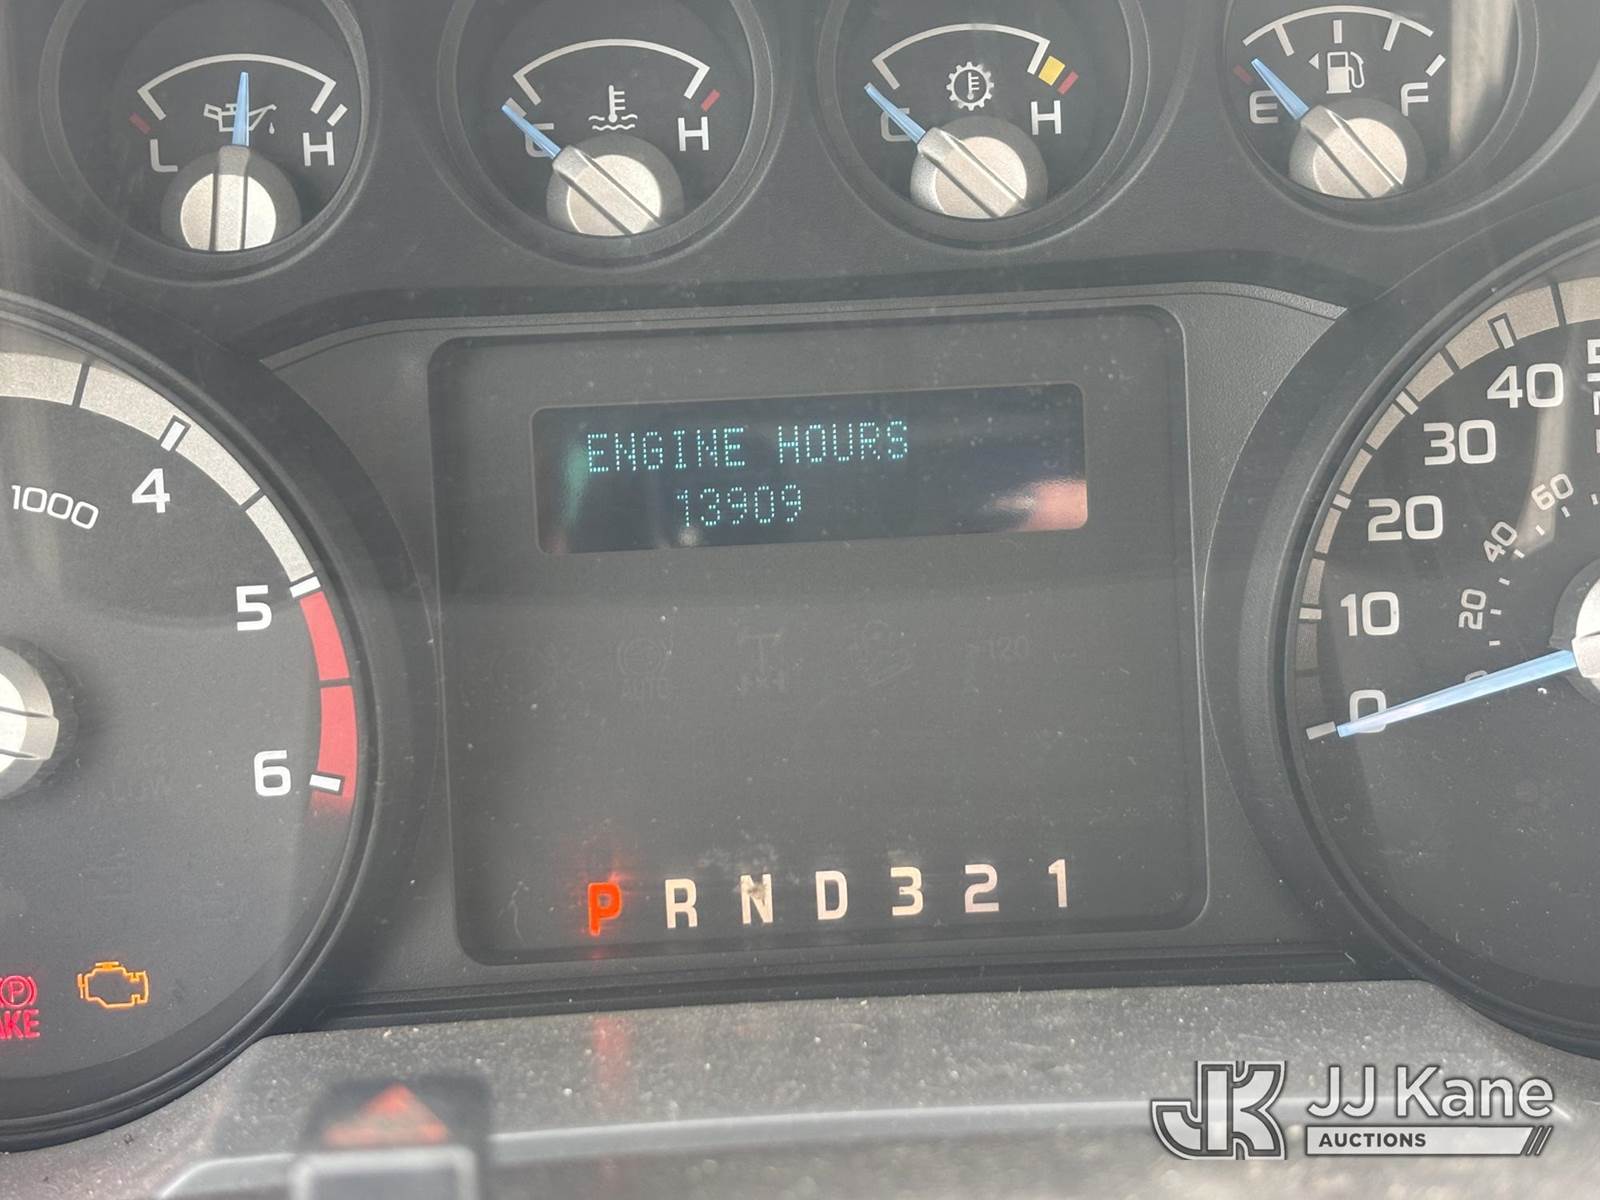 L H
C H
C H
E F
1000 4 5 6
ENGINE HOURS
13909
0 10 20 30 40
20 40 60
P R N D 3 2 1
P
JJ Kane
AUCTIONS